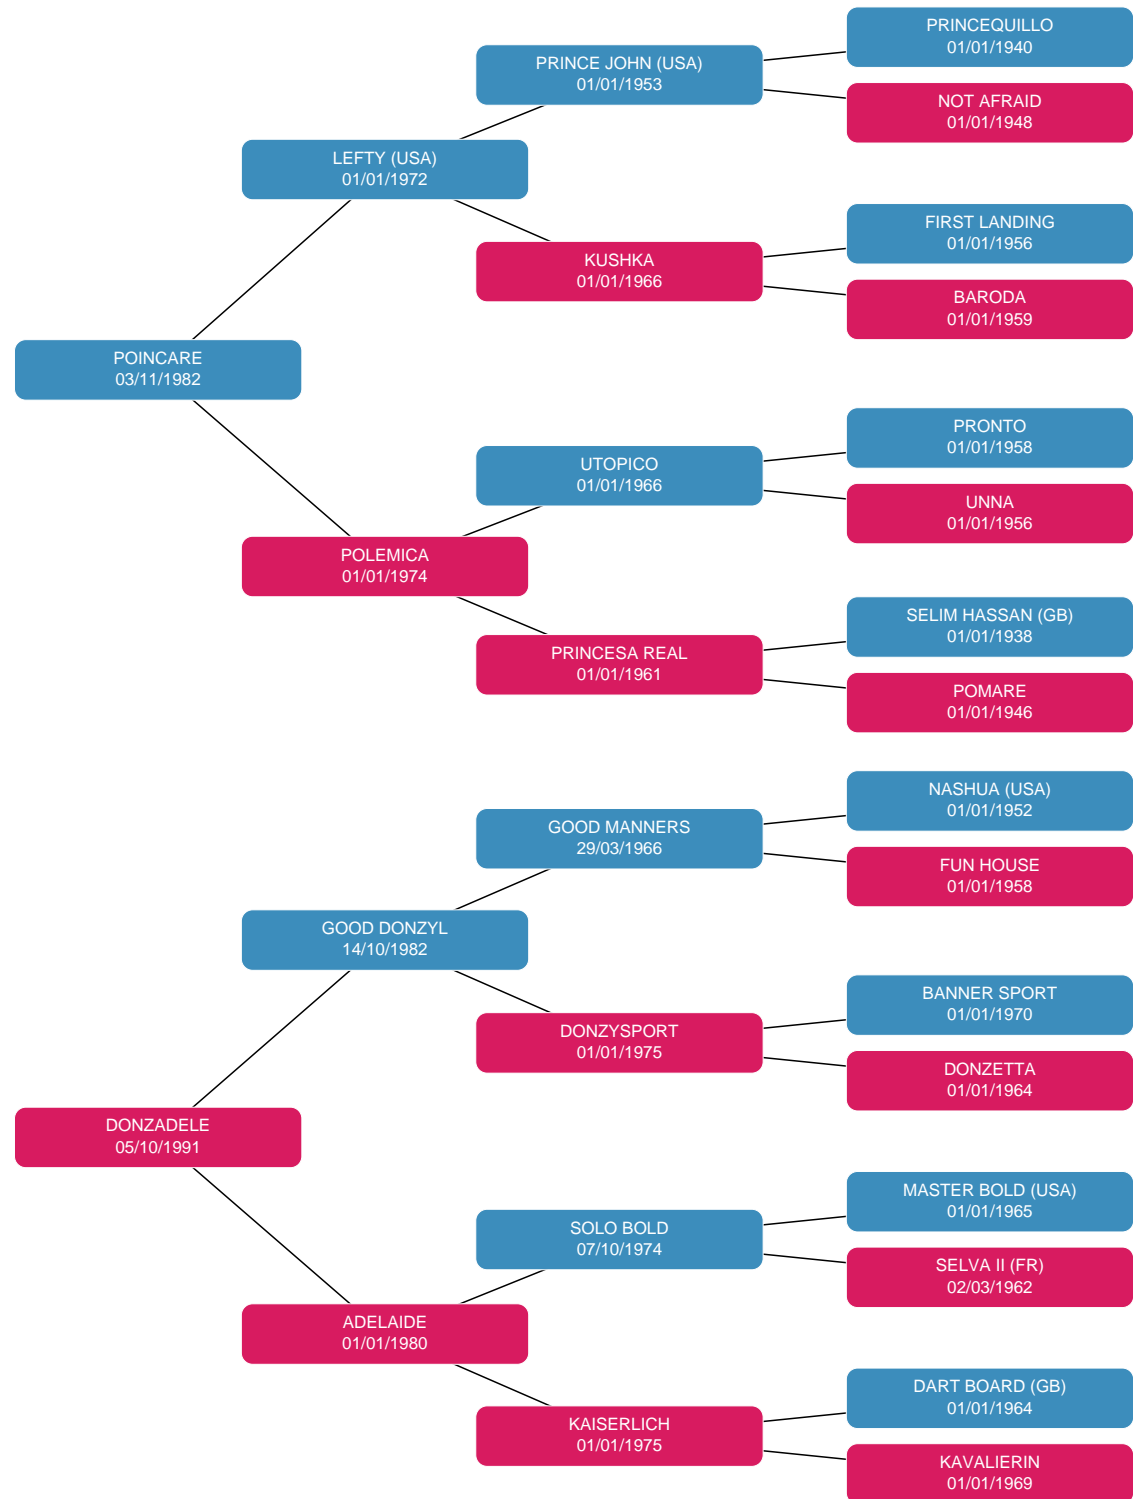 PRINCEQUILLO
01/01/1940
PRINCE JOHN (USA)
01/01/1953
NOT AFRAID
01/01/1948
LEFTY (USA)
01/01/1972
FIRST LANDING
01/01/1956
KUSHKA
01/01/1966
BARODA
01/01/1959
POINCARE
03/11/1982
PRONTO
01/01/1958
UTOPICO
01/01/1966
UNNA
01/01/1956
POLEMICA
01/01/1974
SELIM HASSAN (GB)
01/01/1938
PRINCESA REAL
01/01/1961
POMARE
01/01/1946
NASHUA (USA)
01/01/1952
GOOD MANNERS
29/03/1966
FUN HOUSE
01/01/1958
GOOD DONZYL
14/10/1982
BANNER SPORT
01/01/1970
DONZYSPORT
01/01/1975
DONZETTA
01/01/1964
DONZADELE
05/10/1991
MASTER BOLD (USA)
01/01/1965
SOLO BOLD
07/10/1974
SELVA II (FR)
02/03/1962
ADELAIDE
01/01/1980
DART BOARD (GB)
01/01/1964
KAISERLICH
01/01/1975
KAVALIERIN
01/01/1969